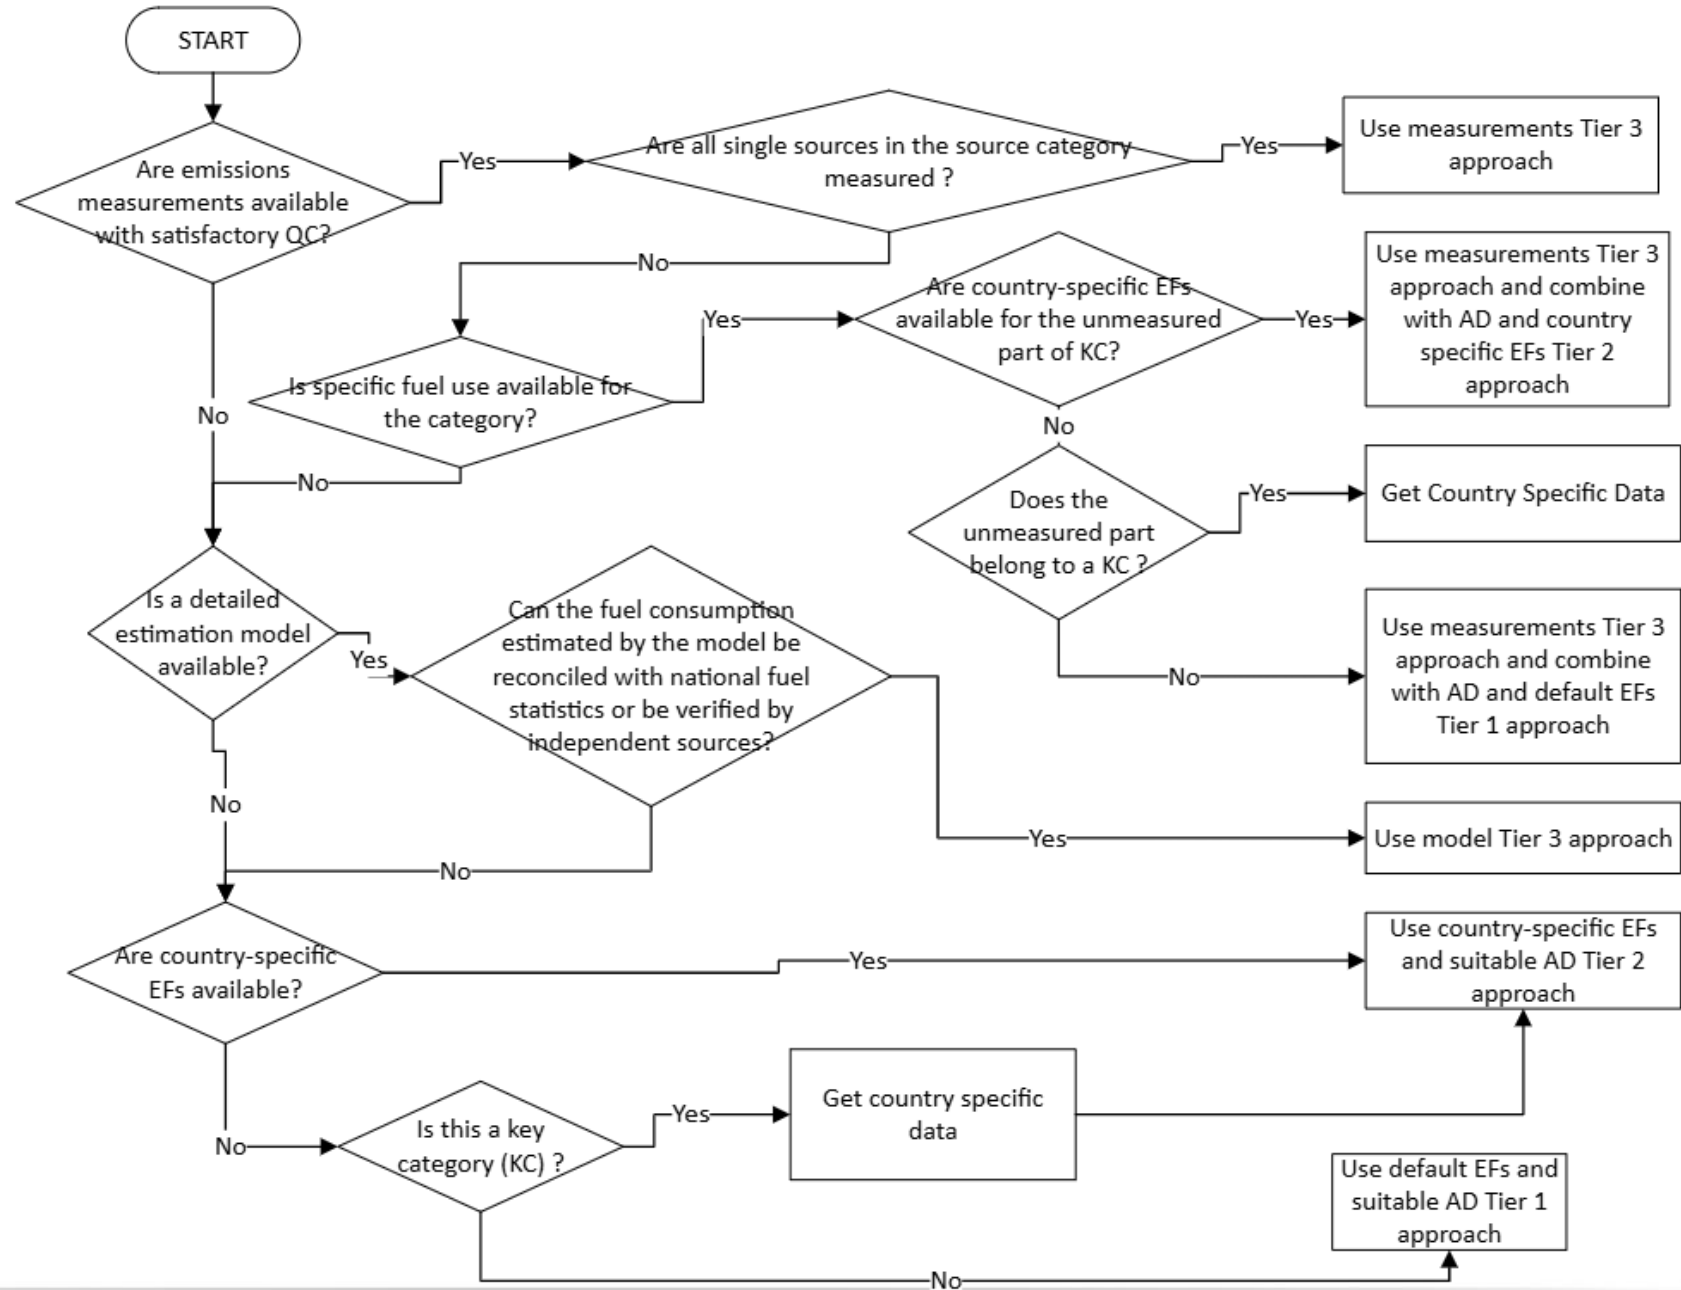 START
Are emissions
measurements available
with satisfactory QC?
Yes
Are all single sources in the source category
measured ?
Yes
Use measurements Tier 3
approach
No
No
Is specific fuel use available for
the category?
Yes
Are country-specific EFs
available for the unmeasured
part of KC?
Yes
Use measurements Tier 3
approach and combine
with AD and country
specific EFs Tier 2
approach
No
No
Does the
unmeasured part
belong to a KC ?
Yes
Get Country Specific Data
No
Use measurements Tier 3
approach and combine
with AD and default EFs
Tier 1 approach
Is a detailed
estimation model
available?
Yes
Can the fuel consumption
estimated by the model be
reconciled with national fuel
statistics or be verified by
independent sources?
Yes
Use model Tier 3 approach
No
No
Are country-specific
EFs available?
Yes
Use country-specific EFs
and suitable AD Tier 2
approach
No
Is this a key
category (KC) ?
Yes
Get country specific
data
No
Use default EFs and
suitable AD Tier 1
approach